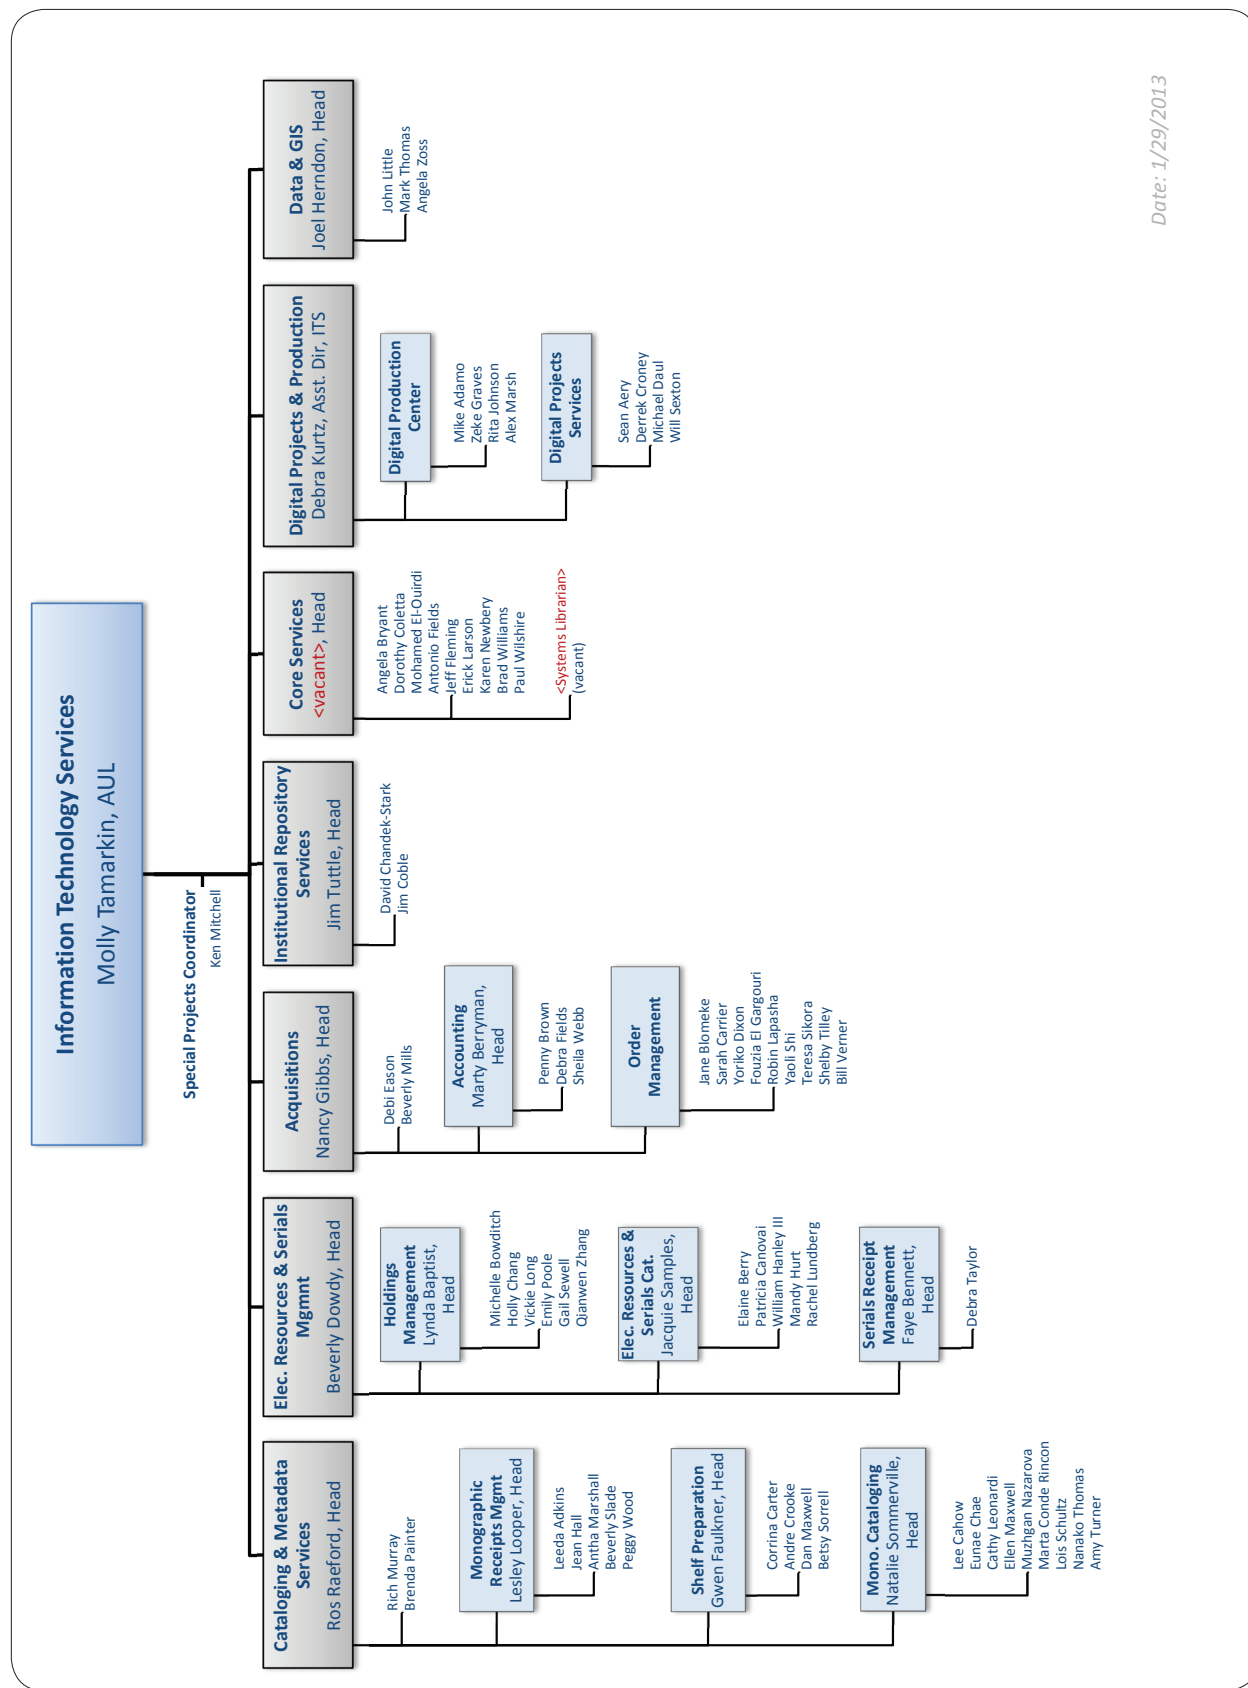 Information Technology Services
Molly Tamarkin, AUL
Special Projects Coordinator
Ken Mitchell
Cataloging & Metadata
Services
Ros Raeford, Head
Rich Murray
Brenda Painter
Monographic
Receipts Mgmt
Lesley Looper, Head
Leeda Adkins
Jean Hall
Antha Marshall
Beverly Slade
Peggy Wood
Shelf Preparation
Gwen Faulkner, Head
Corrina Carter
Andre Crooke
Dan Maxwell
Betsy Sorrell
Mono. Cataloging
Natalie Sommerville,
Head
Lee Cahow
Eunae Chae
Cathy Leonardi
Ellen Maxwell
Muzhgan Nazarova
Marta Conde Rincon
Lois Schultz
Nanako Thomas
Amy Turner
Elec. Resources & Serials
Mgmnt
Beverly Dowdy, Head
Holdings
Management
Lynda Baptist,
Head
Michelle Bowditch
Holly Chang
Vickie Long
Emily Poole
Gail Sewell
Qianwen Zhang
Elec. Resources &
Serials Cat.
Jacquie Samples,
Head
Elaine Berry
Patricia Canovai
William Hanley III
Mandy Hurt
Rachel Lundberg
Serials Receipt
Management
Faye Bennett,
Head
Debra Taylor
Acquisitions
Nancy Gibbs, Head
Debi Eason
Beverly Mills
Accounting
Marty Berryman,
Head
Penny Brown
Debra Fields
Sheila Webb
Order
Management
Jane Blomeke
Sarah Carrier
Yoriko Dixon
Fouzia El Gargouri
Robin Lapasha
Yaoli Shi
Teresa Sikora
Shelby Tilley
Bill Verner
Institutional Repository
Services
Jim Tuttle, Head
David Chandek-Stark
Jim Coble
Core Services
<vacant>, Head
Angela Bryant
Dorothy Coletta
Mohamed El-Ouirdi
Antonio Fields
Jeff Fleming
Erick Larson
Karen Newbery
Brad Williams
Paul Wilshire
<Systems Librarian>
(vacant)
Digital Projects & Production
Debra Kurtz, Asst. Dir, ITS
Digital Production
Center
Mike Adamo
Zeke Graves
Rita Johnson
Alex Marsh
Digital Projects
Services
Sean Aery
Derrek Croney
Michael Daul
Will Sexton
Data & GIS
Joel Herndon, Head
John Little
Mark Thomas
Angela Zoss
Date: 1/29/2013